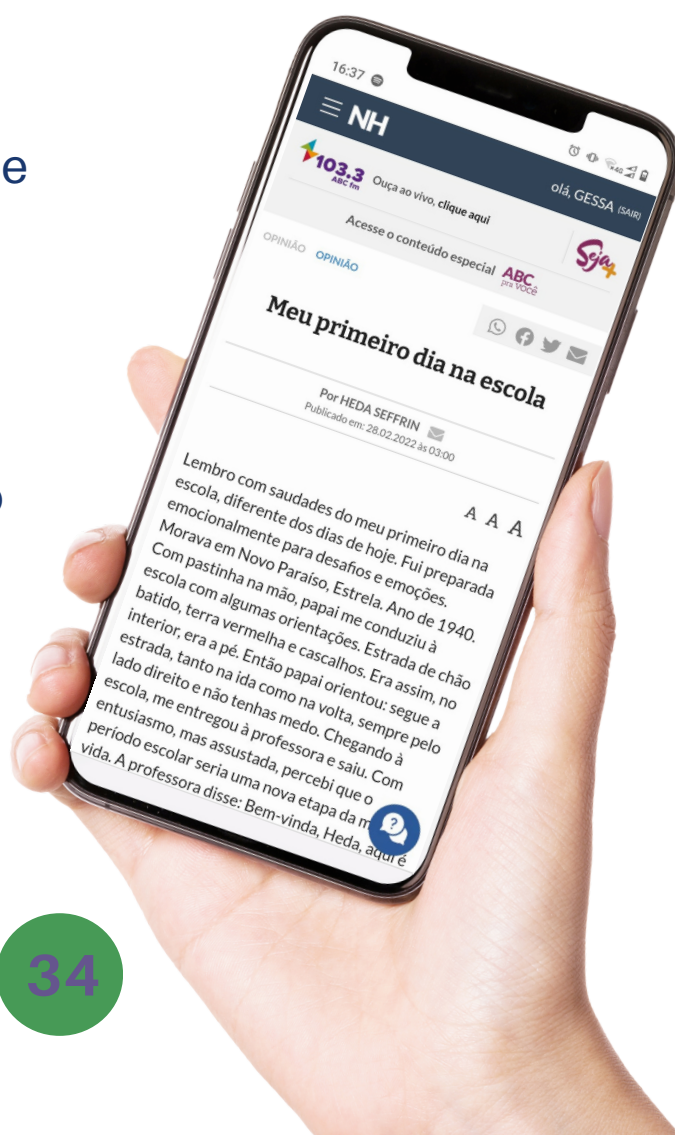 e
o
16:37
40
NH
olá, GESSA (SAIR)
103.3
ABC fm
Ouça ao vivo, clique aqui
Acesse o conteúdo especial ABC
pra VOCÊ
Seja+
OPINIÃO OPINIÃO
Meu primeiro dia na escola
Por HEDA SEFFRIN
Publicado em: 28.02.2022 às 03:00
A A A
Lembro com saudades do meu primeiro dia na
escola, diferente dos dias de hoje. Fui preparada
emocionalmente para desafios e emoções.
Morava em Novo Paraíso, Estrela. Ano de 1940.
Com pastinha na mão, papai me conduziu à
escola com algumas orientações. Estrada de chão
batido, terra vermelha e cascalhos. Era assim, no
interior, era a pé. Então papai orientou: segue a
estrada, tanto na ida como na volta, sempre pelo
lado direito e não tenhas medo. Chegando à
escola, me entregou à professora e saiu. Com
entusiasmo, mas assustada, percebi que o
período escolar seria uma nova etapa da m
vida. A professora disse: Bem-vinda, Heda, aqui é
?
34